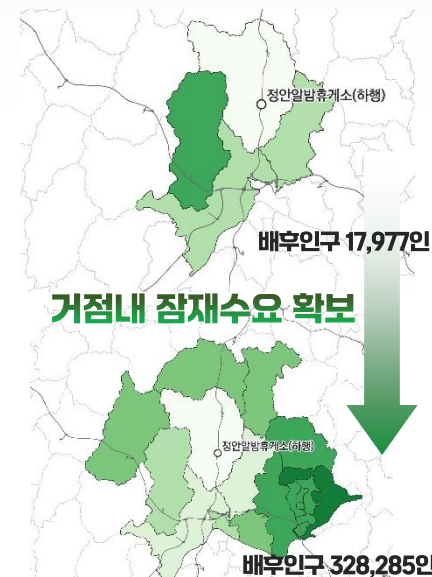 정안알밤휴게소(하행)
배후인구 17,977인
거점내 잠재수요 확보
정안알밤휴게소(하행)
배후인구 328,285인